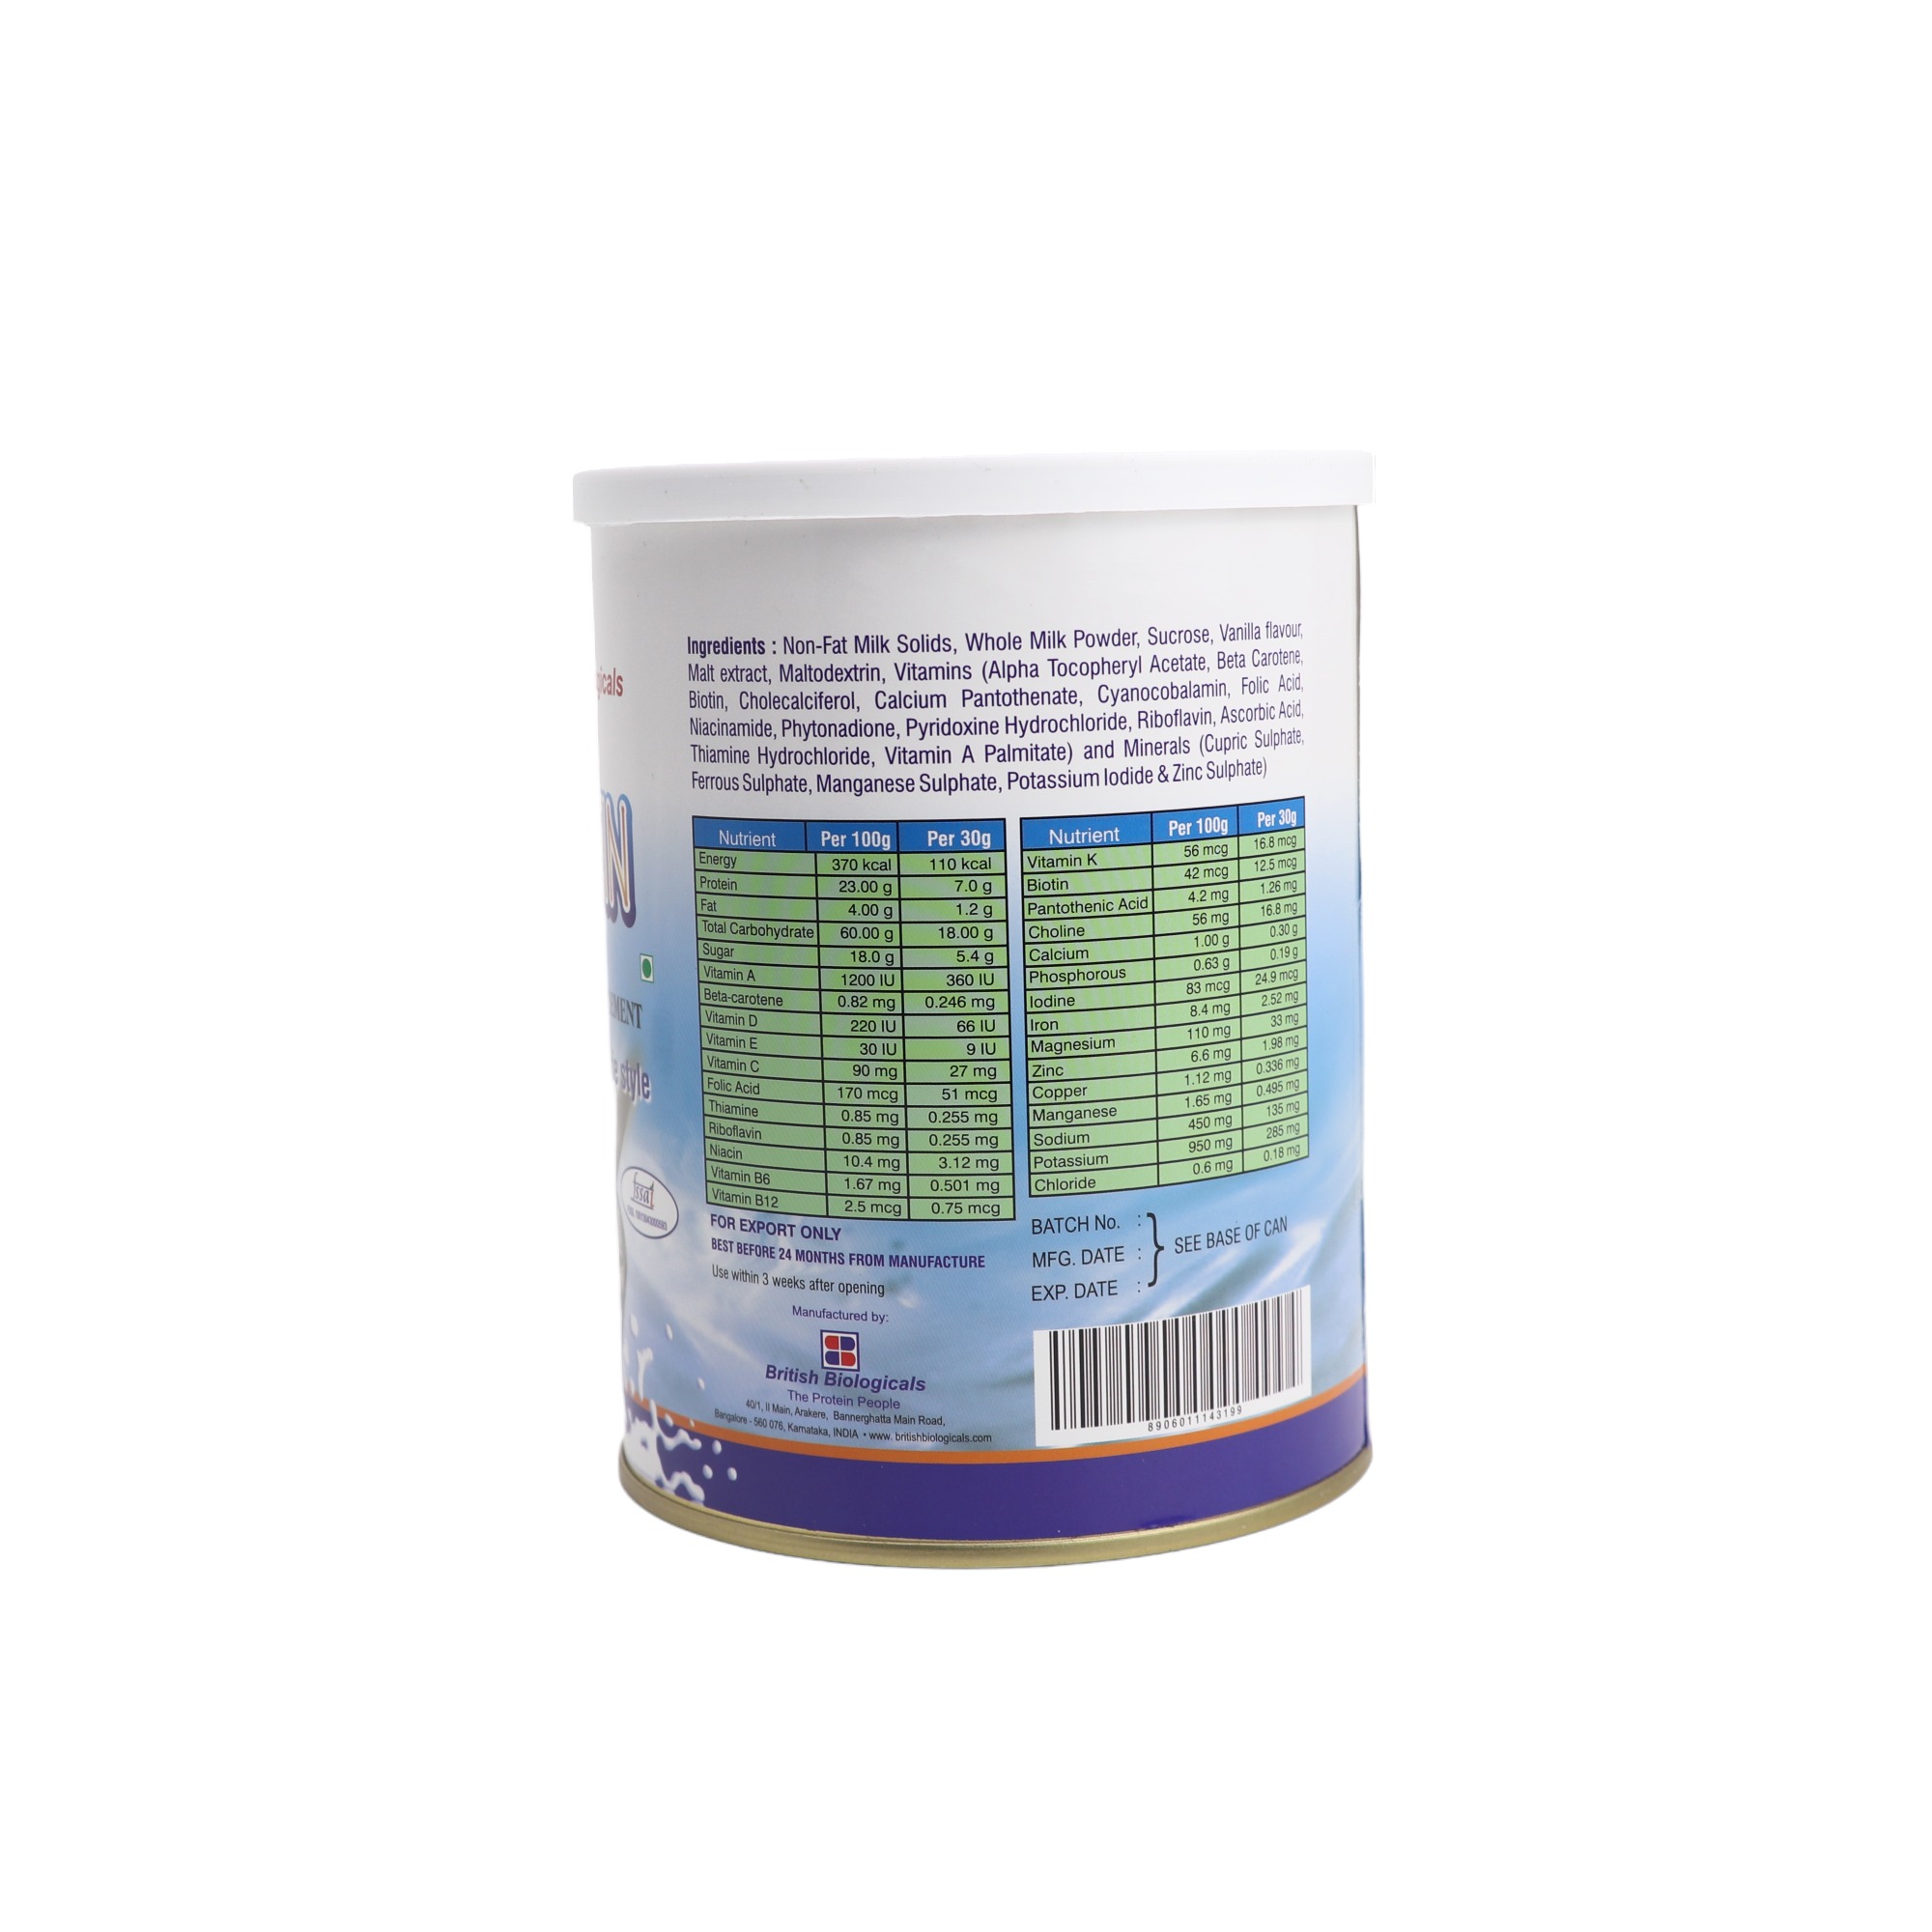 gicals
N
EMENT
e style
fssai
Ingredients : Non-Fat Milk Solids, Whole Milk Powder, Sucrose, Vanilla flavour,
Malt extract, Maltodextrin, Vitamins (Alpha Tocopheryl Acetate, Beta Carotene,
Biotin, Cholecalciferol, Calcium Pantothenate, Cyanocobalamin, Folic Acid,
Niacinamide, Phytonadione, Pyridoxine Hydrochloride, Riboflavin, Ascorbic Acid,
Thiamine Hydrochloride, Vitamin A Palmitate) and Minerals (Cupric Sulphate,
Ferrous Sulphate, Manganese Sulphate, Potassium Iodide & Zinc Sulphate)
Nutrient Per 100g Per 30g
Energy 370 kcal 110 kcal
Protein 23.00 g 7.0 g
Fat 4.00 g 1.2 g
Total Carbohydrate 60.00 g 18.00 g
Sugar 18.0 g 5.4 g
Vitamin A 1200 IU 360 IU
Beta-carotene 0.82 mg 0.246 mg
Vitamin D 220 IU 66 IU
Vitamin E 30 IU 9 IU
Vitamin C 90 mg 27 mg
Folic Acid 170 mcg 51 mcg
Thiamine 0.85 mg 0.255 mg
Riboflavin 0.85 mg 0.255 mg
Niacin 10.4 mg 3.12 mg
Vitamin B6 1.67 mg 0.501 mg
Vitamin B12 2.5 mcg 0.75 mcg
Nutrient Per 100g Per 30g
Vitamin K 56 mcg 16.8 mcg
Biotin 42 mcg 12.5 mcg
Pantothenic Acid 4.2 mg 1.26 mg
Choline 56 mg 16.8 mg
Calcium 1.00 g 0.30 g
Phosphorous 0.63 g 0.19 g
Iodine 83 mcg 24.9 mcg
Iron 8.4 mg 2.52 mg
Magnesium 110 mg 33 mg
Zinc 6.6 mg 1.98 mg
Copper 1.12 mg 0.336 mg
Manganese 1.65 mg 0.495 mg
Sodium 450 mg 135 mg
Potassium 950 mg 285 mg
Chloride 0.6 mg 0.18 mg
FOR EXPORT ONLY
BEST BEFORE 24 MONTHS FROM MANUFACTURE
Use within 3 weeks after opening
Manufactured by:
British Biologicals
The Protein People
40/1, II Main, Arakere, Bannerghatta Main Road,
Bangalore - 560 076, Karnataka, INDIA • www. britishbiologicals.com
BATCH No. :
MFG. DATE : } SEE BASE OF CAN
EXP. DATE :
8906011143199